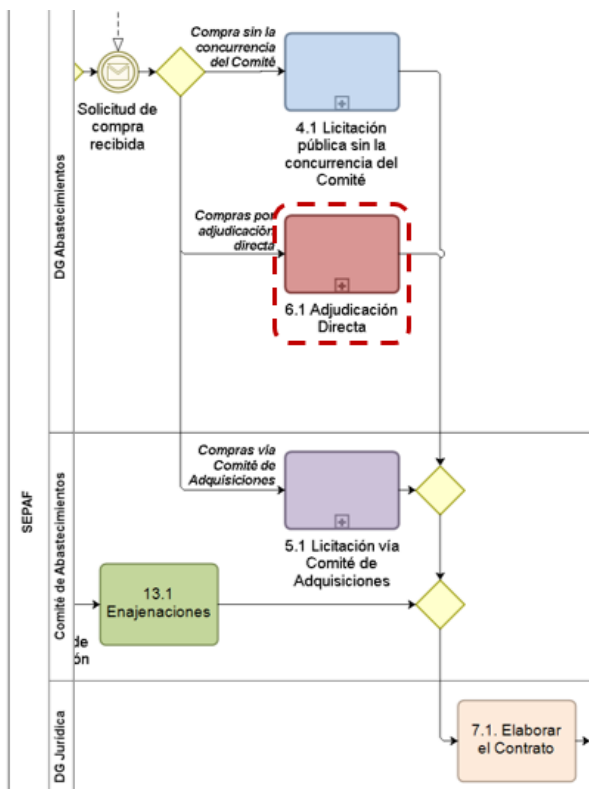 SEPAF
DG Abastecimientos
Solicitud de
compra
recibida
Compra sin la
concurrencia
del Comité
4.1 Licitación
pública sin la
concurrencia del
Comité
Compras por
adjudicación
directa
6.1 Adjudicación
Directa
Comité de Abastecimientos
Compras vía
Comité de
Adquisiciones
5.1 Licitación vía
Comité de
Adquisiciones
13.1
Enajenaciones
de
ón
DG Jurídica
7.1. Elaborar
el Contrato